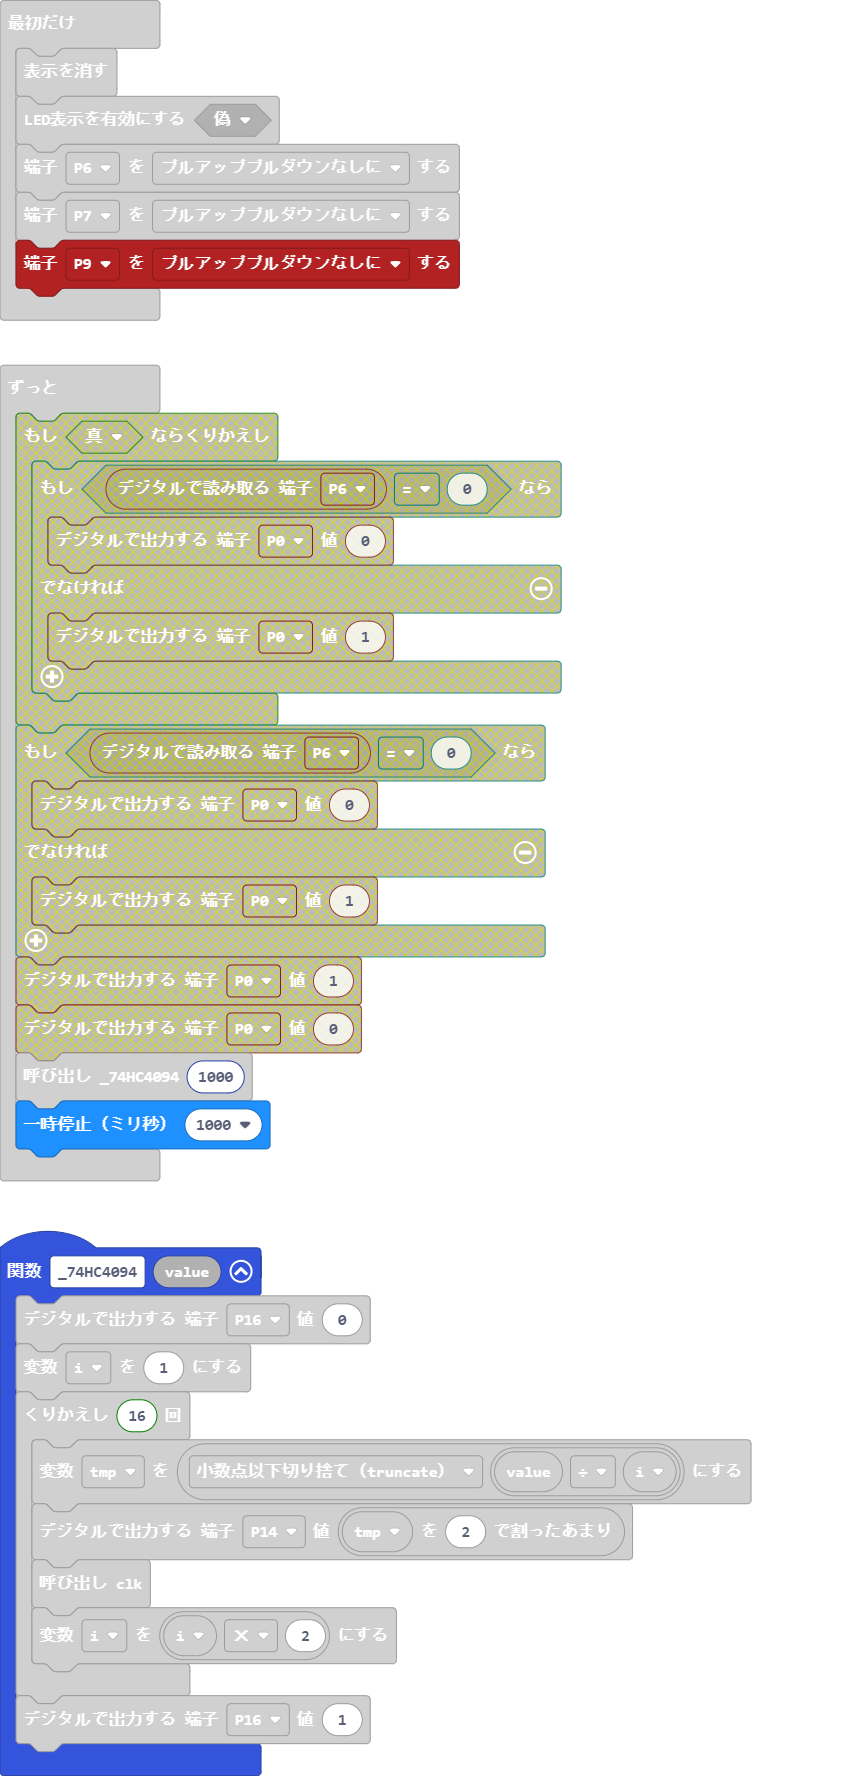 最初だけ
表示を消す
LED表示を有効にする 偽
端子 P6 を プルアッププルダウンなしに する
端子 P7 を プルアッププルダウンなしに する
端子 P9 を プルアッププルダウンなしに する
ずっと
もし 真 ならくりかえし
もし デジタルで読み取る 端子 P6 = 0 なら
デジタルで出力する 端子 P0 値 0
でなければ
デジタルで出力する 端子 P0 値 1
もし デジタルで読み取る 端子 P6 = 0 なら
デジタルで出力する 端子 P0 値 0
でなければ
デジタルで出力する 端子 P0 値 1
デジタルで出力する 端子 P0 値 1
デジタルで出力する 端子 P0 値 0
呼び出し _74HC4094 1000
一時停止（ミリ秒） 1000
関数 _74HC4094 value
デジタルで出力する 端子 P16 値 0
変数 i を 1 にする
くりかえし 16 回
変数 tmp を 小数点以下切り捨て（truncate） value ÷ i にする
デジタルで出力する 端子 P14 値 tmp を 2 で割ったあまり
呼び出し clk
変数 i を i × 2 にする
デジタルで出力する 端子 P16 値 1